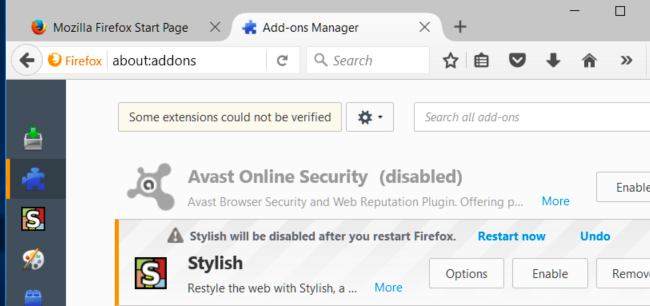 Mozilla Firefox Start Page
Add-ons Manager
Firefox
about:addons
Search
Some extensions could not be verified
Search all add-ons
Avast Online Security (disabled)
Enable
Avast Browser Security and Web Reputation Plugin. Offering p... More
Stylish will be disabled after you restart Firefox. Restart now Undo
S
Stylish
Options Enable Remov
Restyle the web with Stylish, a ... More